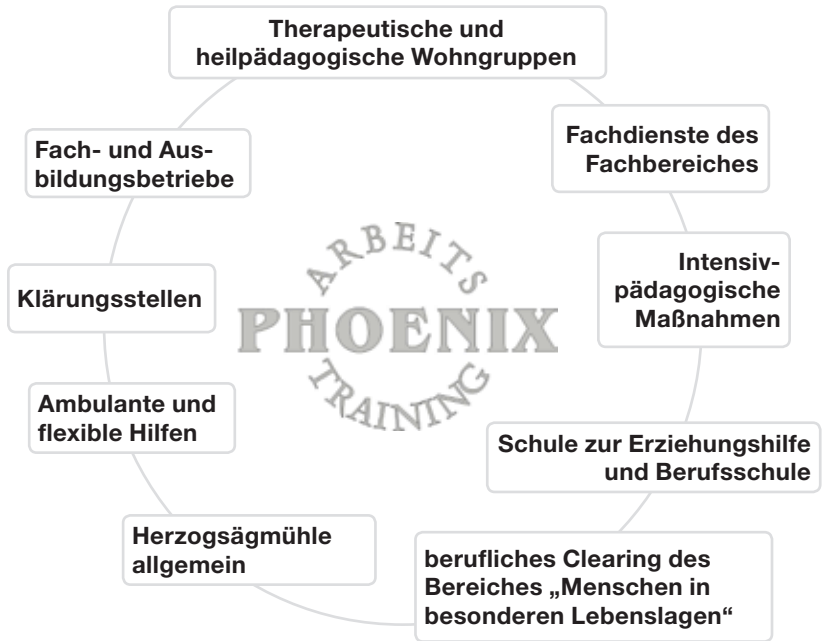 Therapeutische und
heilpädagogische Wohngruppen
Fachdienste des
Fachbereiches
Intensiv-
pädagogische
Maßnahmen
Schule zur Erziehungshilfe
und Berufsschule
berufliches Clearing des
Bereiches „Menschen in
besonderen Lebenslagen“
Herzogsägmühle
allgemein
Ambulante und
flexible Hilfen
Klärungsstellen
Fach- und Aus-
bildungsbetriebe
ARBEITS
PHOENIX
TRAINING